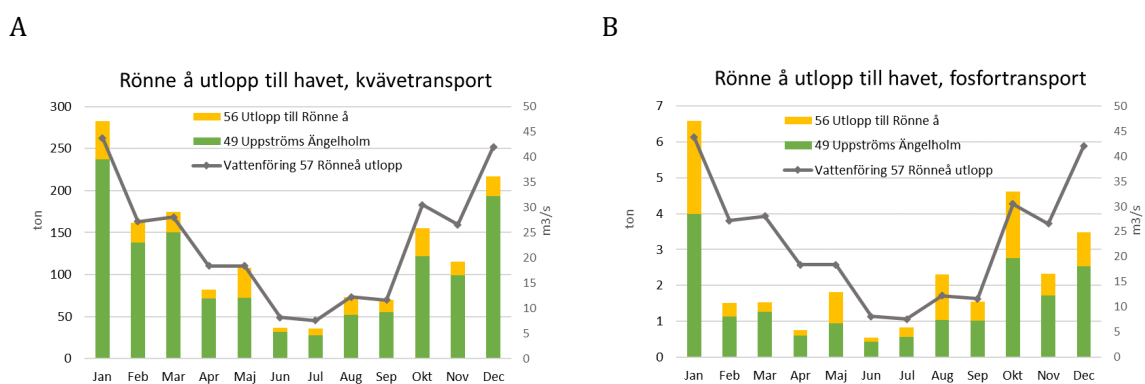 A
Rönne å utlopp till havet, kvävetransport
300
250
200
150
100
50
0
ton
50
45
40
35
30
25
20
15
10
5
0
m3/s
56 Utlopp till Rönne å
49 Uppströms Ängelholm
Vattenföring 57 Rönneå utlopp
Jan Feb Mar Apr Maj Jun Jul Aug Sep Okt Nov Dec
B
Rönne å utlopp till havet, fosfortransport
7
6
5
4
3
2
1
0
ton
50
45
40
35
30
25
20
15
10
5
0
m3/s
56 Utlopp till Rönne å
49 Uppströms Ängelholm
Vattenföring 57 Rönneå utlopp
Jan Feb Mar Apr Maj Jun Jul Aug Sep Okt Nov Dec